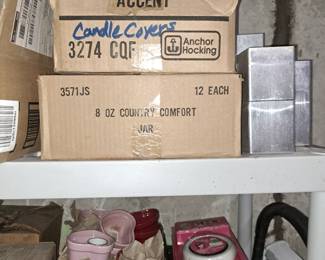 ACCENT
Candle Covers
3274 CQF
Anchor
Hocking
3571JS 12 EACH
8 OZ COUNTRY COMFORT
JAR